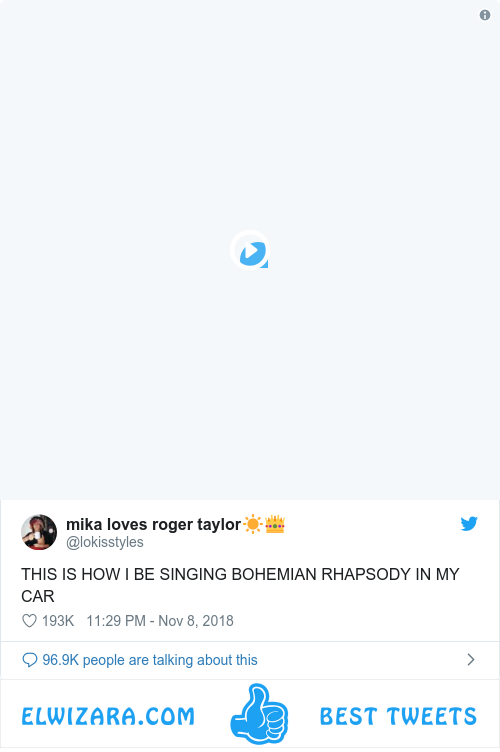 mika loves roger taylor☀️👑
@lokisstyles
THIS IS HOW I BE SINGING BOHEMIAN RHAPSODY IN MY
CAR
193K 11:29 PM - Nov 8, 2018
96.9K people are talking about this
ELWIZARA.COM BEST TWEETS